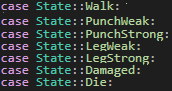 case State::Walk:
case State::PunchWeak:
case State::PunchStrong:
case State::LegWeak:
case State::LegStrong:
case State::Damaged:
case State::Die: